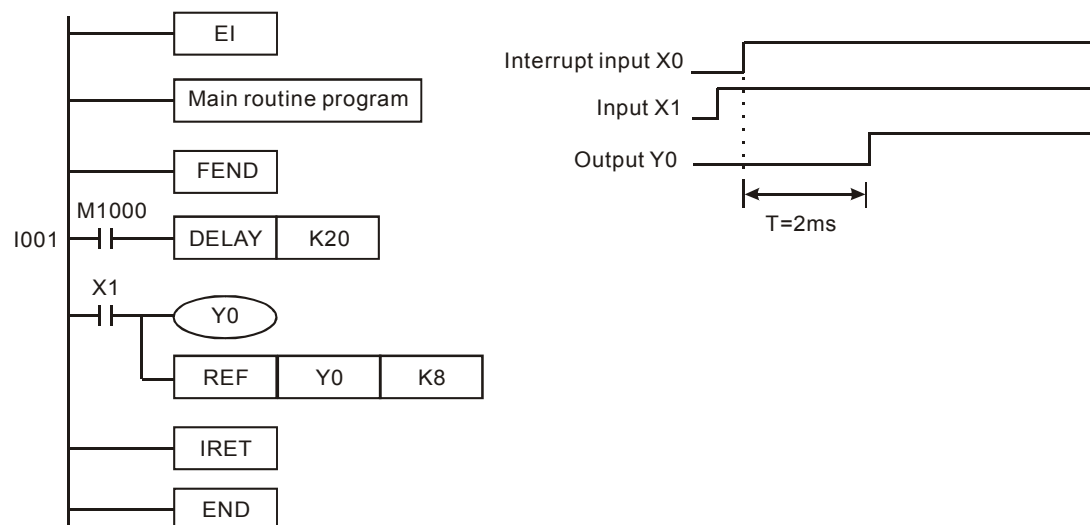 EI
Main routine program
FEND
M1000
I001
DELAY K20
X1
Y0
REF Y0 K8
IRET
END
Interrupt input X0
Input X1
Output Y0
T=2ms